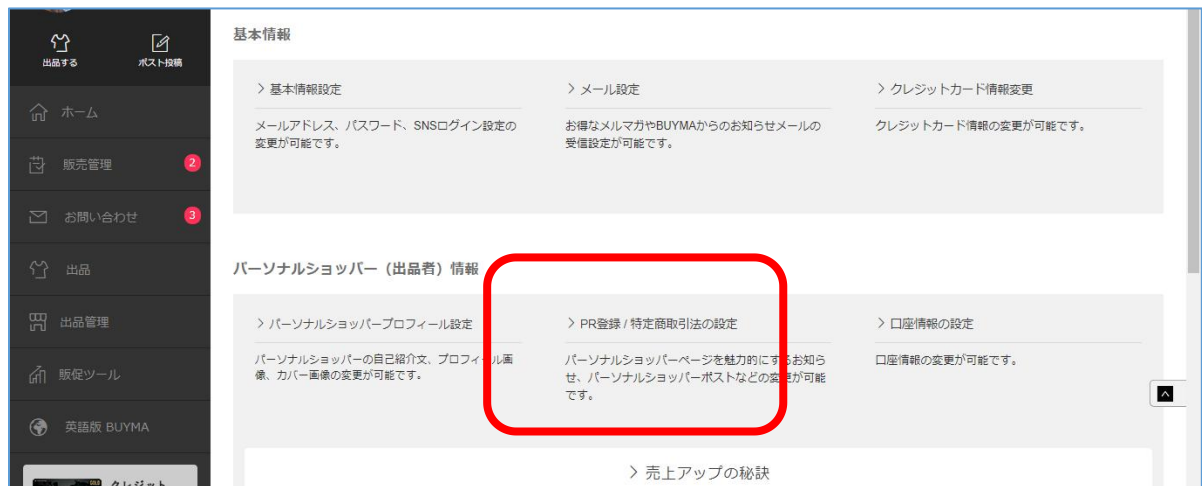 出品する
ポスト投稿
ホーム
販売管理
2
お問い合わせ
3
出品
出品管理
販促ツール
英語版 BUYMA
クレジット
基本情報
> 基本情報設定
メールアドレス、パスワード、SNSログイン設定の
変更が可能です。
> メール設定
お得なメルマガやBUYMAからのお知らせメールの
受信設定が可能です。
> クレジットカード情報変更
クレジットカード情報の変更が可能です。
パーソナルショッパー（出品者）情報
> パーソナルショッパープロフィール設定
パーソナルショッパーの自己紹介文、プロフィール画
像、カバー画像の変更が可能です。
> PR登録 / 特定商取引法の設定
パーソナルショッパーページを魅力的にするお知ら
せ、パーソナルショッパーポストなどの変更が可能
です。
> 口座情報の設定
口座情報の変更が可能です。
> 売上アップの秘訣